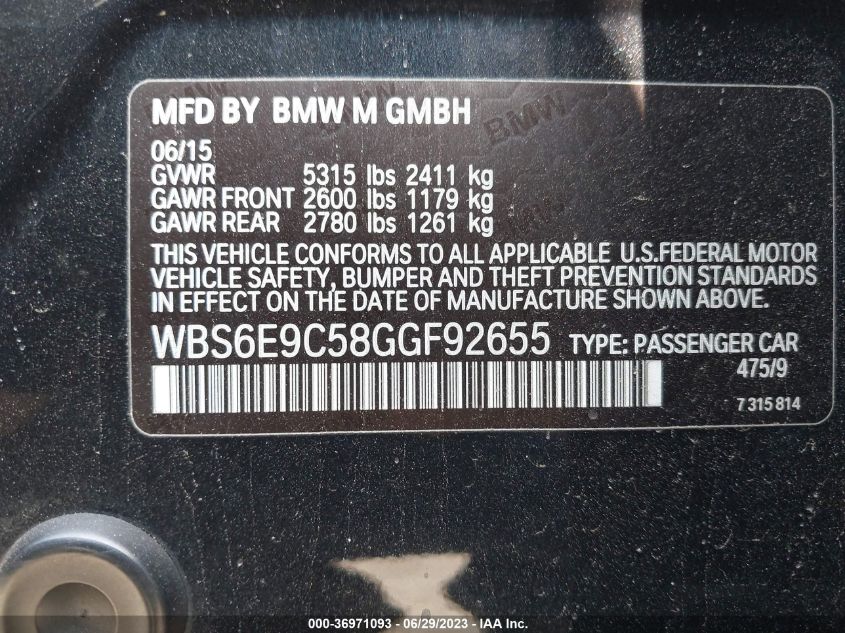 MFD BY BMW M GMBH
BMW
06/15
GVWR 5315 lbs 2411 kg
GAWR FRONT 2600 lbs 1179 kg
GAWR REAR 2780 lbs 1261 kg
THIS VEHICLE CONFORMS TO ALL APPLICABLE U.S.FEDERAL MOTOR
VEHICLE SAFETY, BUMPER AND THEFT PREVENTION STANDARDS
IN EFFECT ON THE DATE OF MANUFACTURE SHOWN ABOVE.
WBS6E9C58GGF92655 TYPE: PASSENGER CAR
475/9
7 315 814
000-36971093 / 06/29/2023 - IAA Inc.